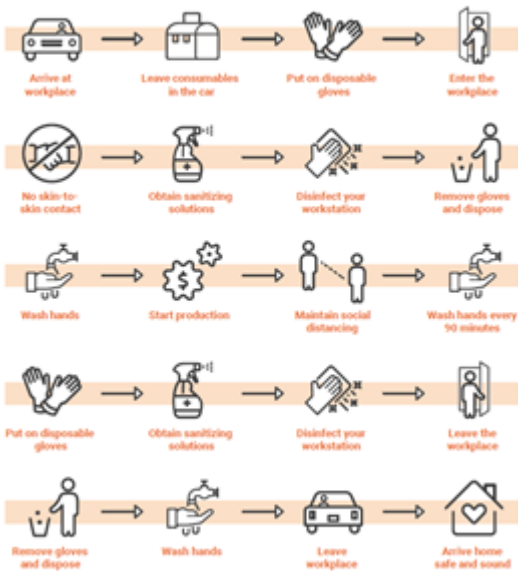 Arrive at
workplace
Leave consumables
in the car
Put on disposable
gloves
Enter the
workplace
No skin-to-
skin contact
Obtain sanitizing
solutions
Disinfect your
workstation
Remove gloves
and dispose
Wash hands
Start production
Maintain social
distancing
Wash hands every
90 minutes
Put on disposable
gloves
Obtain sanitizing
solutions
Disinfect your
workstation
Leave the
workplace
Remove gloves
and dispose
Wash hands
Leave
workplace
Arrive home
safe and sound